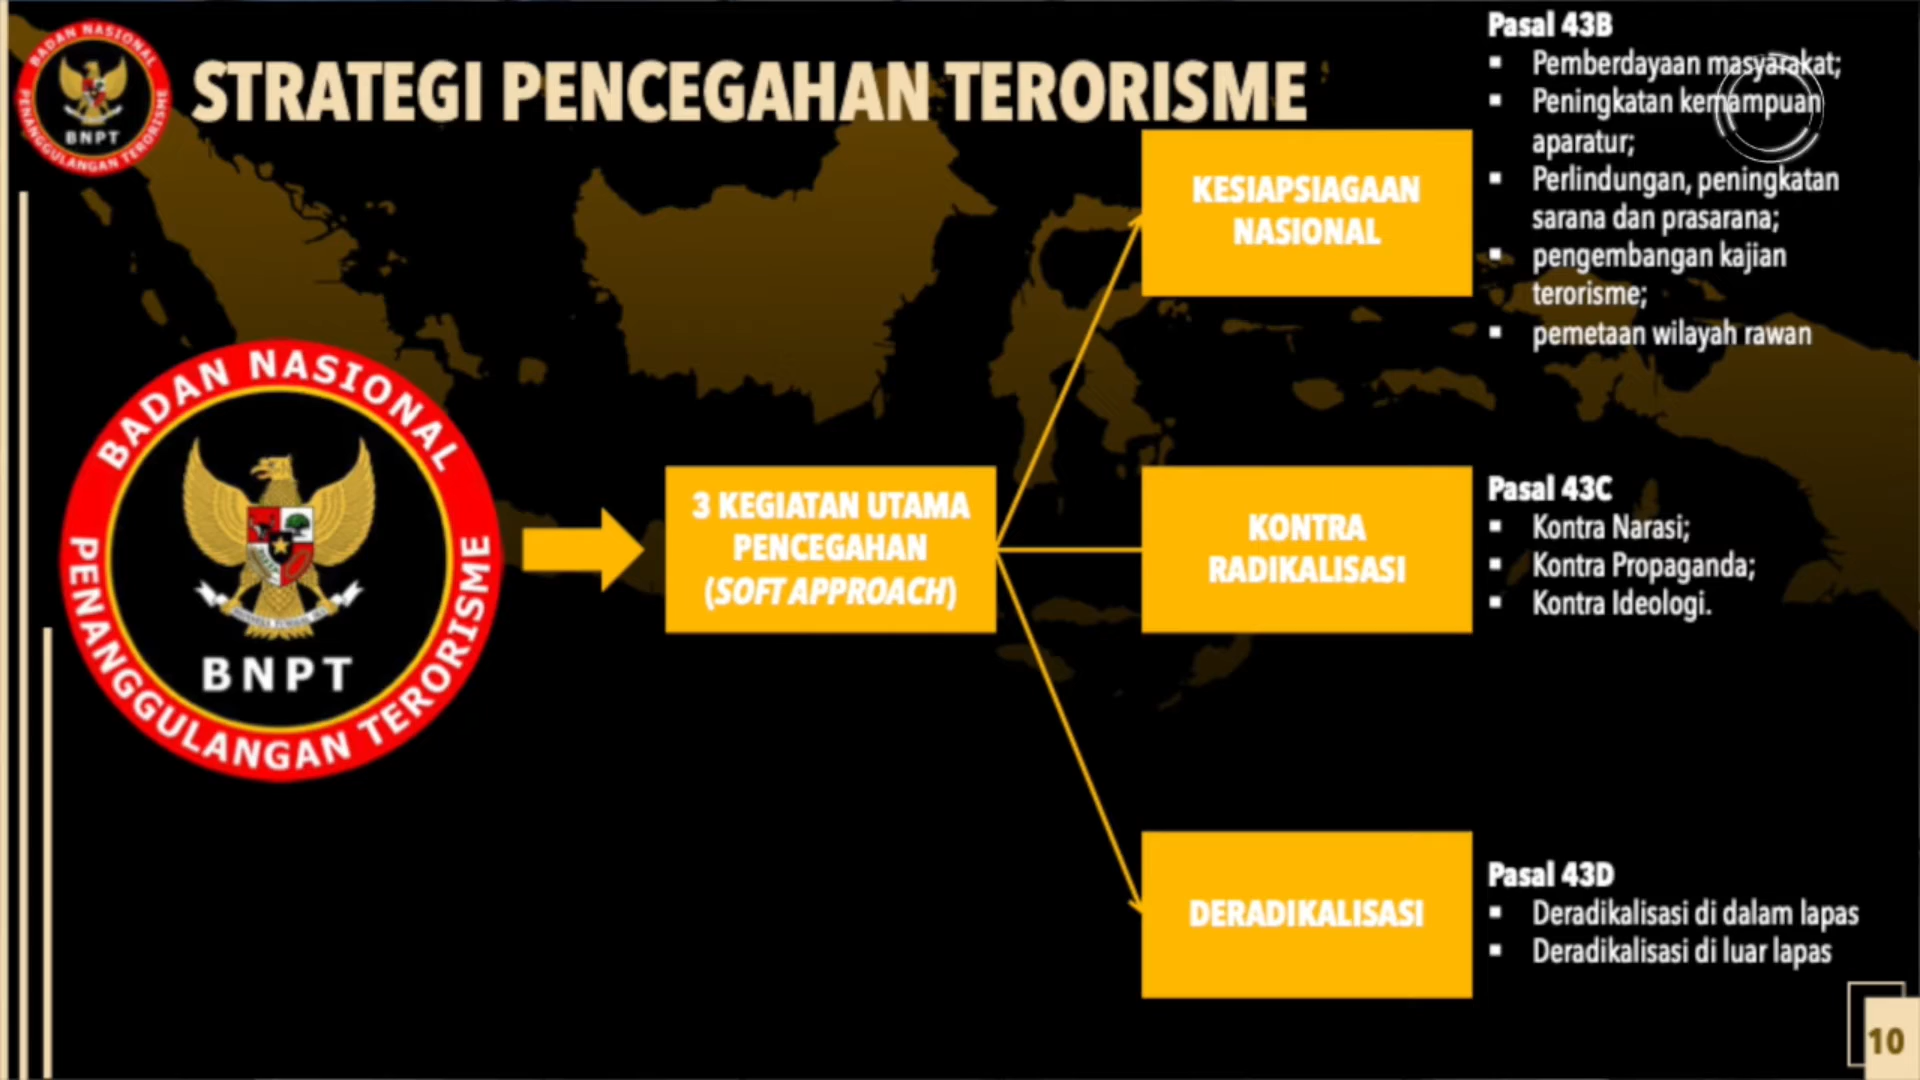 BADAN NASIONAL
PENANGGULANGAN TERORISME
BNPT
STRATEGI PENCEGAHAN TERORISME
BADAN NASIONAL
PENANGGULANGAN TERORISME
BNPT
3 KEGIATAN UTAMA
PENCEGAHAN
(SOFT APPROACH)
KESIAPSIAGAAN
NASIONAL
Pasal 43B
▪ Pemberdayaan masyarakat;
▪ Peningkatan kemampuan
aparatur;
▪ Perlindungan, peningkatan
sarana dan prasarana;
▪ pengembangan kajian
terorisme;
▪ pemetaan wilayah rawan
KONTRA
RADIKALISASI
Pasal 43C
▪ Kontra Narasi;
▪ Kontra Propaganda;
▪ Kontra Ideologi.
DERADIKALISASI
Pasal 43D
▪ Deradikalisasi di dalam lapas
▪ Deradikalisasi di luar lapas
10